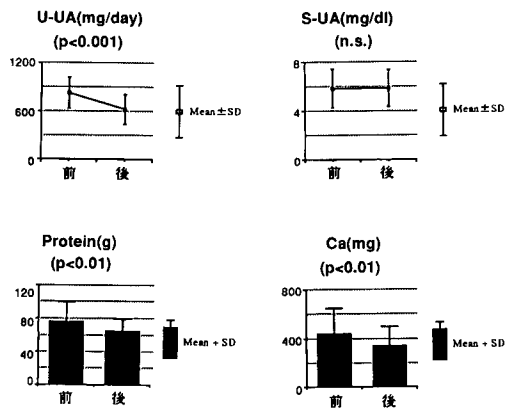 U-UA(mg/day)
(p<0.001)
1200
600
0
前 後
Mean±SD
S-UA(mg/dl)
(n.s.)
8
4
0
前 後
Mean±SD
Protein(g)
(p<0.01)
120
80
40
0
前 後
Mean + SD
Ca(mg)
(p<0.01)
800
400
0
前 後
Mean + SD